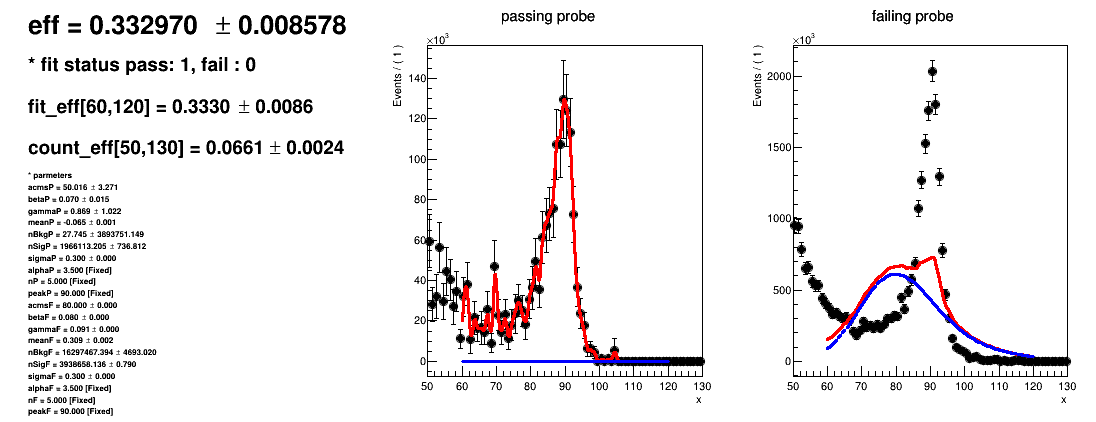 eff = 0.332970 ± 0.008578
* fit status pass: 1, fail : 0
fit_eff[60,120] = 0.3330 ± 0.0086
count_eff[50,130] = 0.0661 ± 0.0024
* parmeters
acmsP = 50.016 ± 3.271
betaP = 0.070 ± 0.015
gammaP = 0.869 ± 1.022
meanP = -0.065 ± 0.001
nBkgP = 27.745 ± 3893751.149
nSigP = 1966113.205 ± 736.812
sigmaP = 0.300 ± 0.000
alphaP = 3.500 [Fixed]
nP = 5.000 [Fixed]
peakP = 90.000 [Fixed]
acmsF = 80.000 ± 0.000
betaF = 0.080 ± 0.000
gammaF = 0.091 ± 0.000
meanF = 0.309 ± 0.002
nBkgF = 16297467.394 ± 4693.020
nSigF = 3938658.136 ± 0.790
sigmaF = 0.300 ± 0.000
alphaF = 3.500 [Fixed]
nF = 5.000 [Fixed]
peakF = 90.000 [Fixed]
passing probe
×10³
Events / ( 1 )
140
120
100
80
60
40
20
0
50 60 70 80 90 100 110 120 130
x
failing probe
×10³
Events / ( 1 )
2000
1500
1000
500
0
50 60 70 80 90 100 110 120 130
x